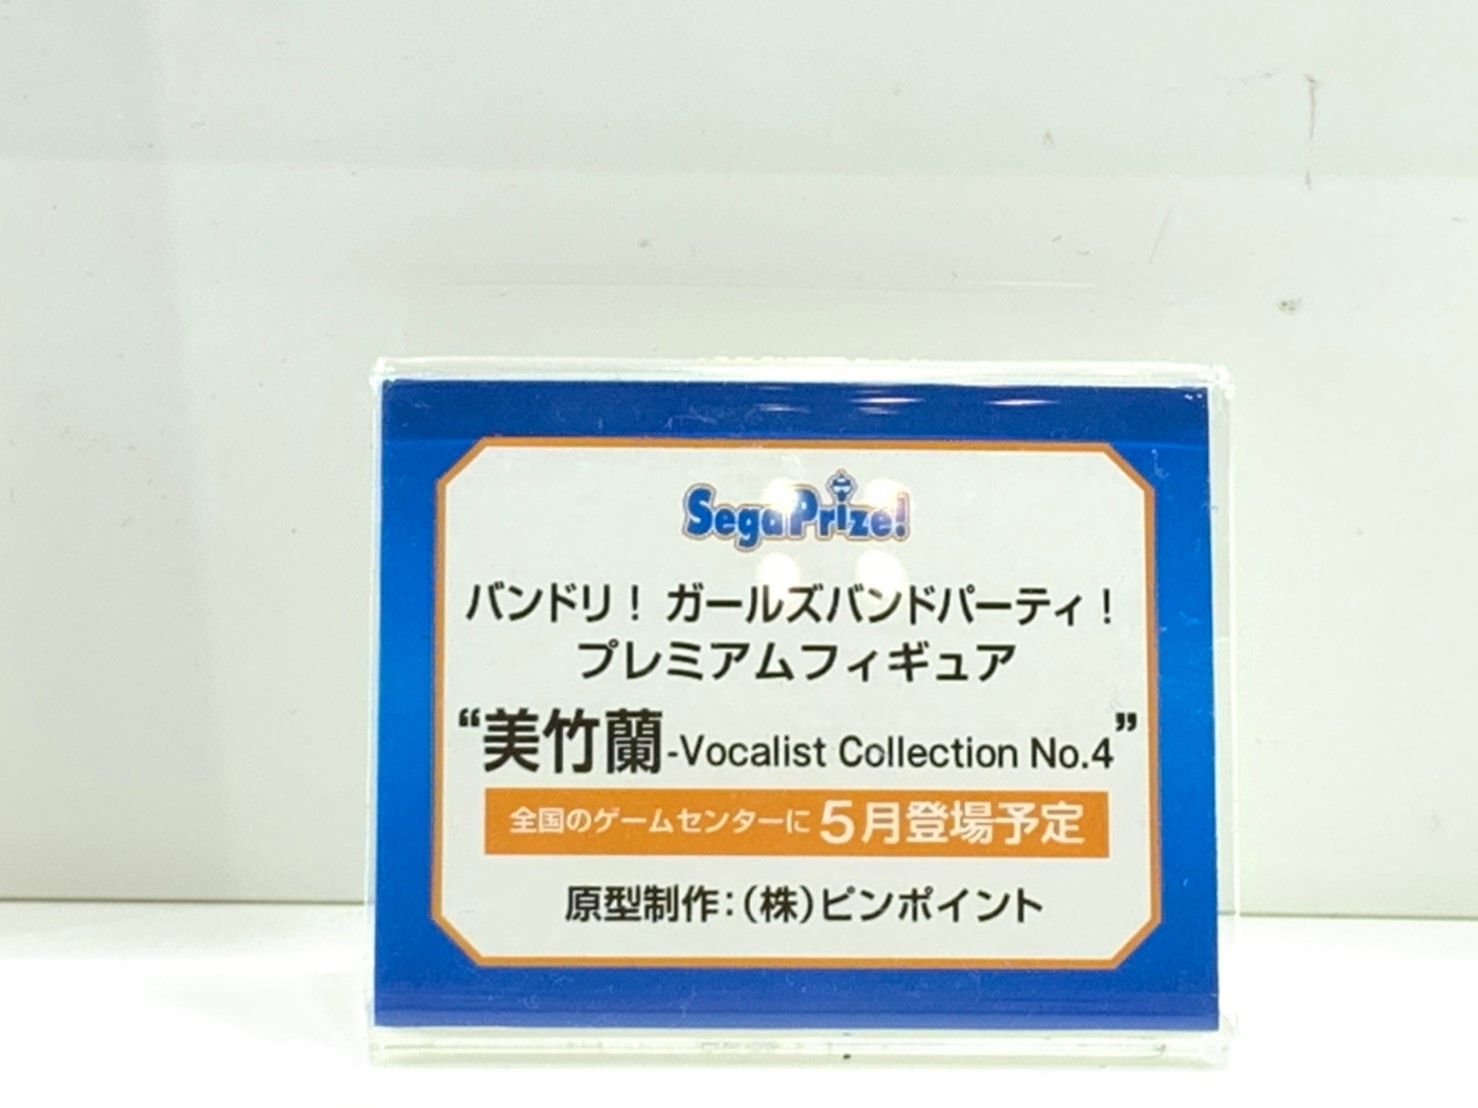 SegaPrize!
バンドリ！ ガールズバンドパーティ！
プレミアムフィギュア
“美竹蘭-Vocalist Collection No.4”
全国のゲームセンターに 5月登場予定
原型制作：(株)ピンポイント